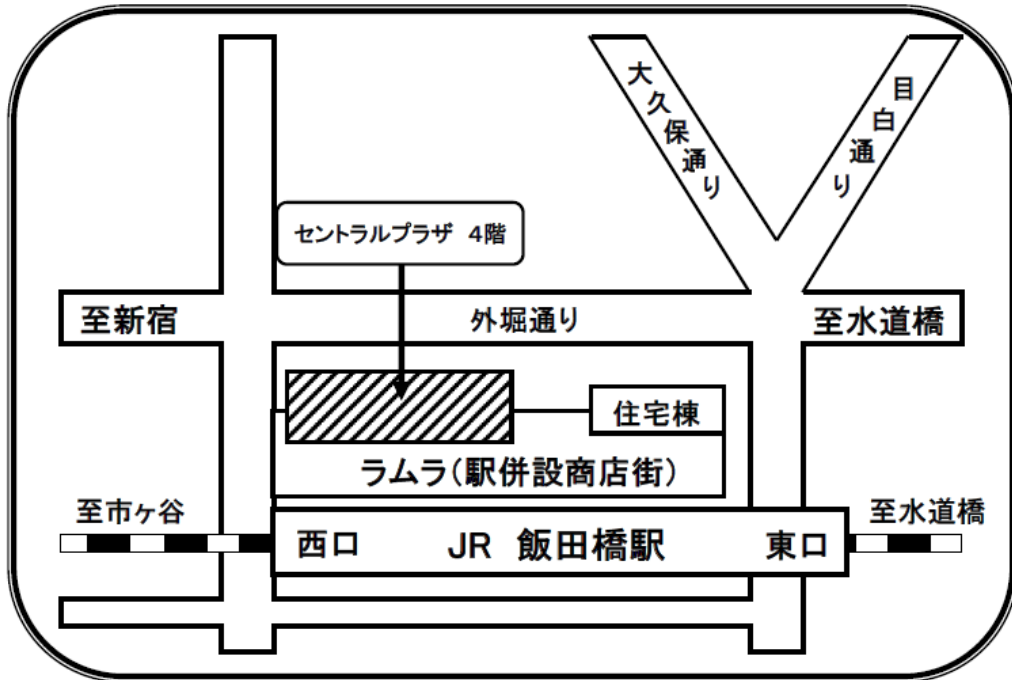 大久保通り
目白通り
セントラルプラザ 4階
至新宿
外堀通り
至水道橋
住宅棟
ラムラ(駅併設商店街)
至市ヶ谷
至水道橋
西口
JR 飯田橋駅
東口